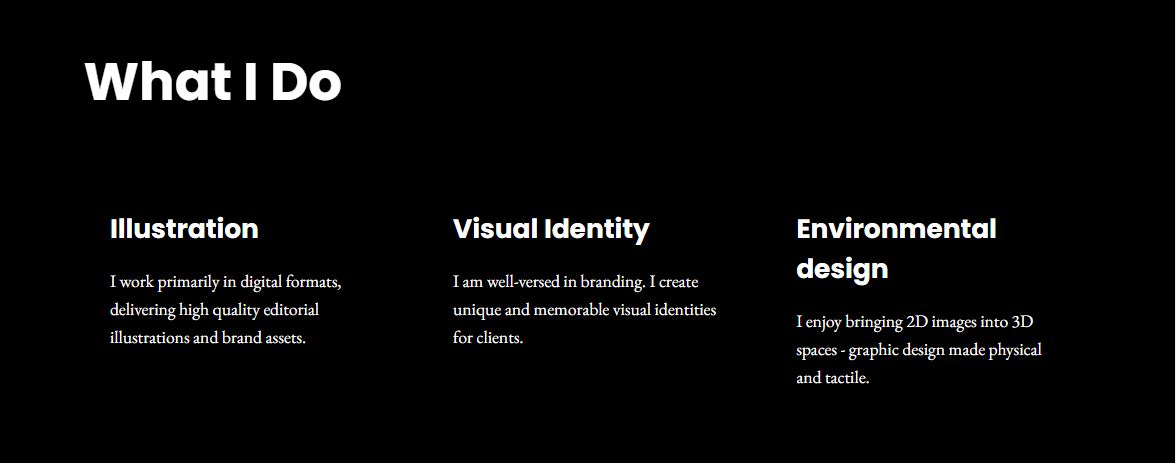 What I Do
Illustration
I work primarily in digital formats,
delivering high quality editorial
illustrations and brand assets.
Visual Identity
I am well-versed in branding. I create
unique and memorable visual identities
for clients.
Environmental
design
I enjoy bringing 2D images into 3D
spaces - graphic design made physical
and tactile.